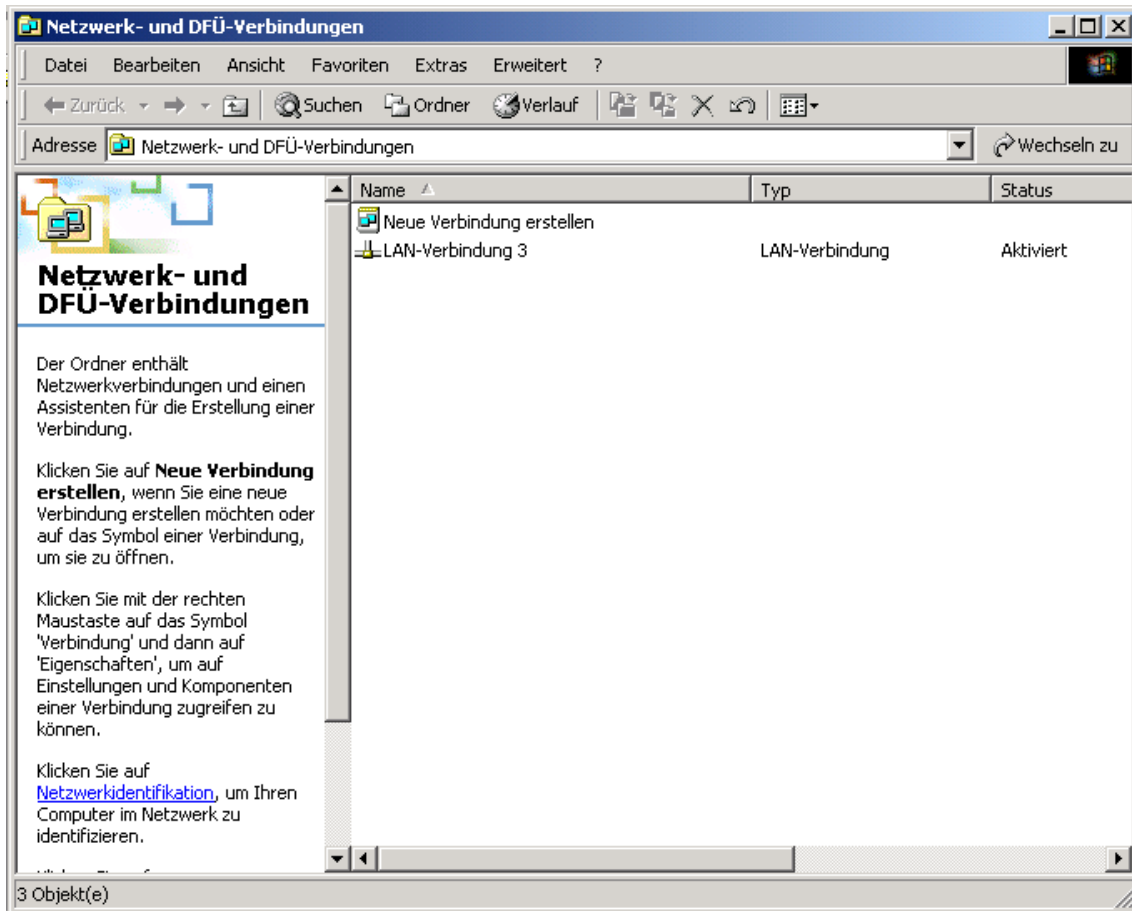 Netzwerk- und DFÜ-Verbindungen
Datei Bearbeiten Ansicht Favoriten Extras Erweitert ?
Zurück Suchen Ordner Verlauf
Adresse Netzwerk- und DFÜ-Verbindungen Wechseln zu
Netzwerk- und
DFÜ-Verbindungen
Der Ordner enthält
Netzwerkverbindungen und einen
Assistenten für die Erstellung einer
Verbindung.
Klicken Sie auf Neue Verbindung
erstellen, wenn Sie eine neue
Verbindung erstellen möchten oder
auf das Symbol einer Verbindung,
um sie zu öffnen.
Klicken Sie mit der rechten
Maustaste auf das Symbol
'Verbindung' und dann auf
'Eigenschaften', um auf
Einstellungen und Komponenten
einer Verbindung zugreifen zu
können.
Klicken Sie auf
Netzwerkidentifikation, um Ihren
Computer im Netzwerk zu
identifizieren.
Name Typ Status
Neue Verbindung erstellen
LAN-Verbindung 3 LAN-Verbindung Aktiviert
3 Objekt(e)